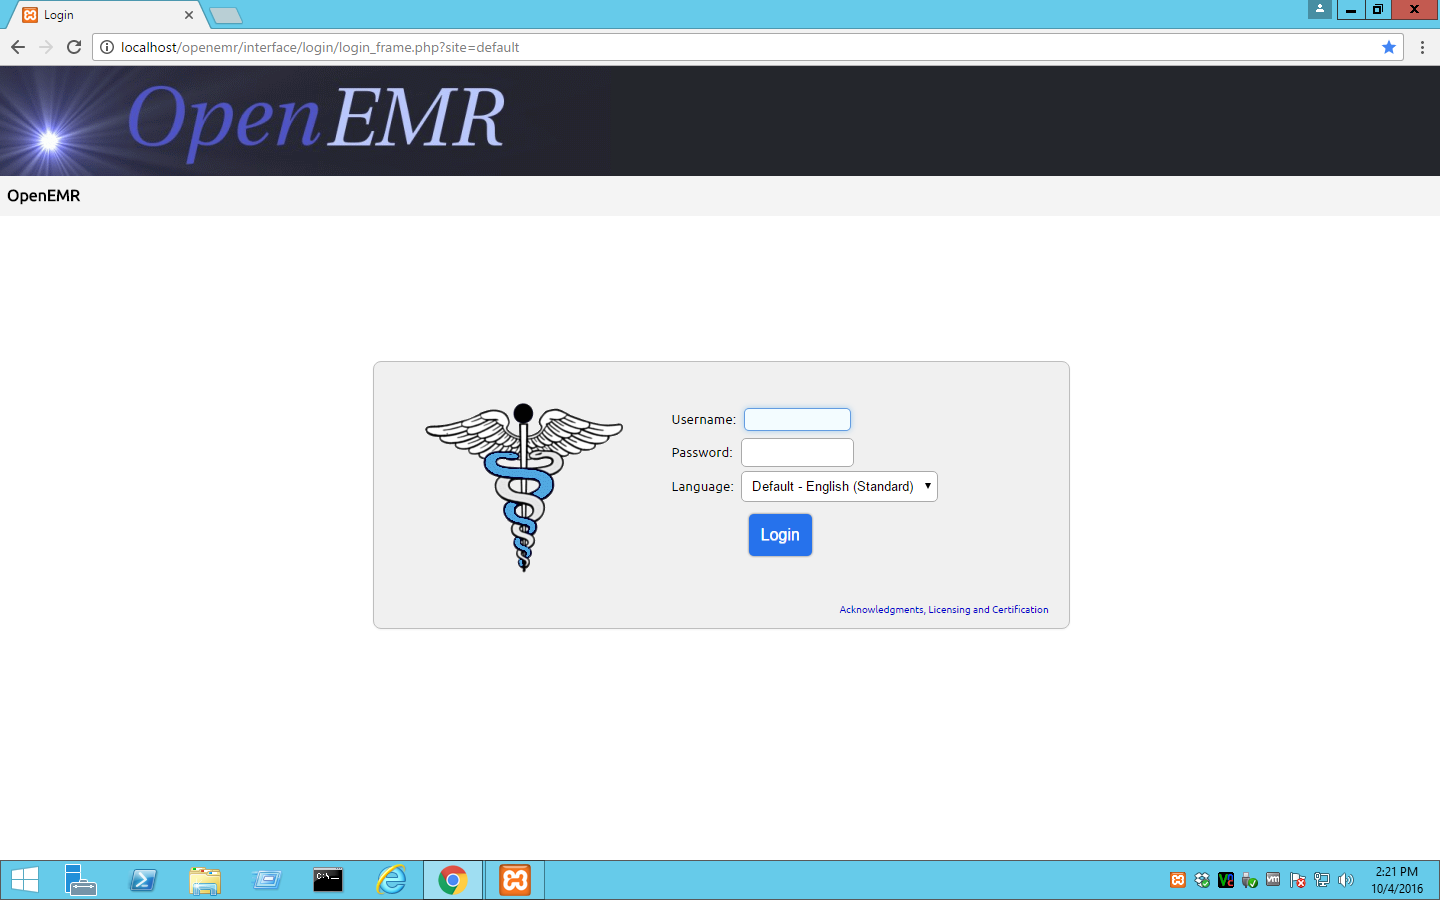 Login
localhost/openemr/interface/login/login_frame.php?site=default
OpenEMR
OpenEMR
Username:
Password:
Language: Default - English (Standard)
Login
Acknowledgments, Licensing and Certification
C:\_
vm
2:21 PM
10/4/2016